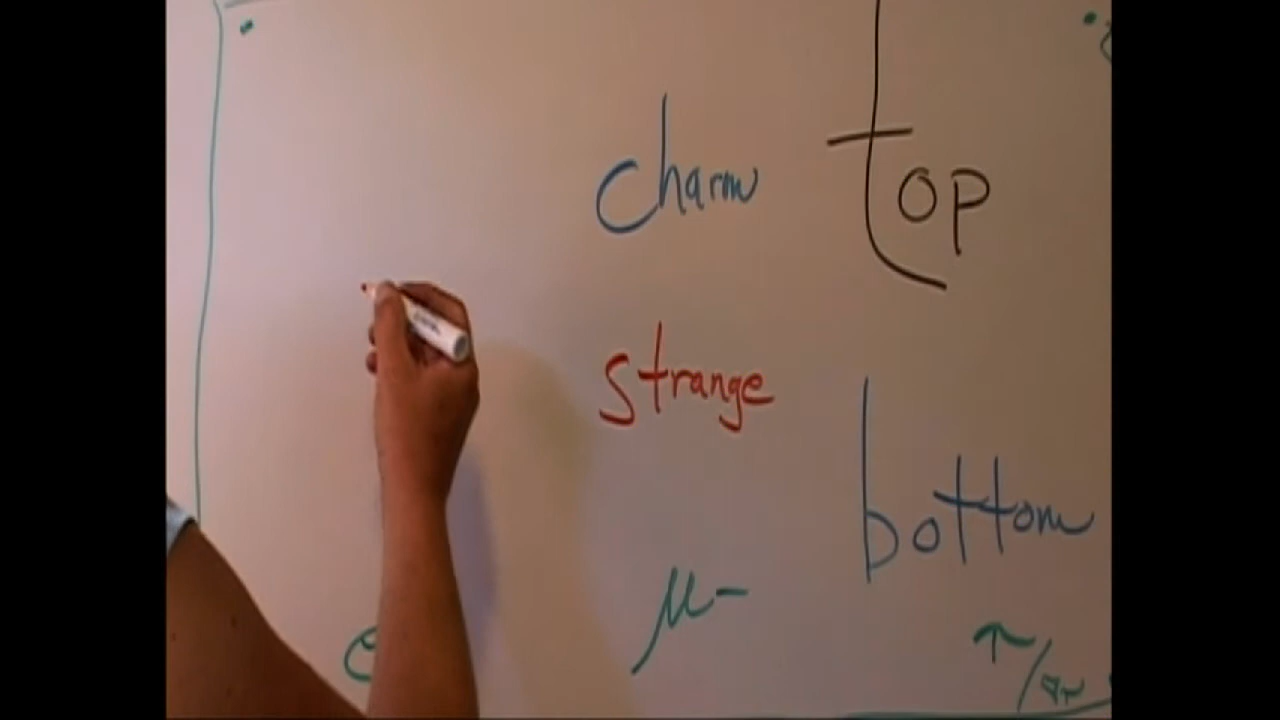 charm top
strange
bottom
e μ-